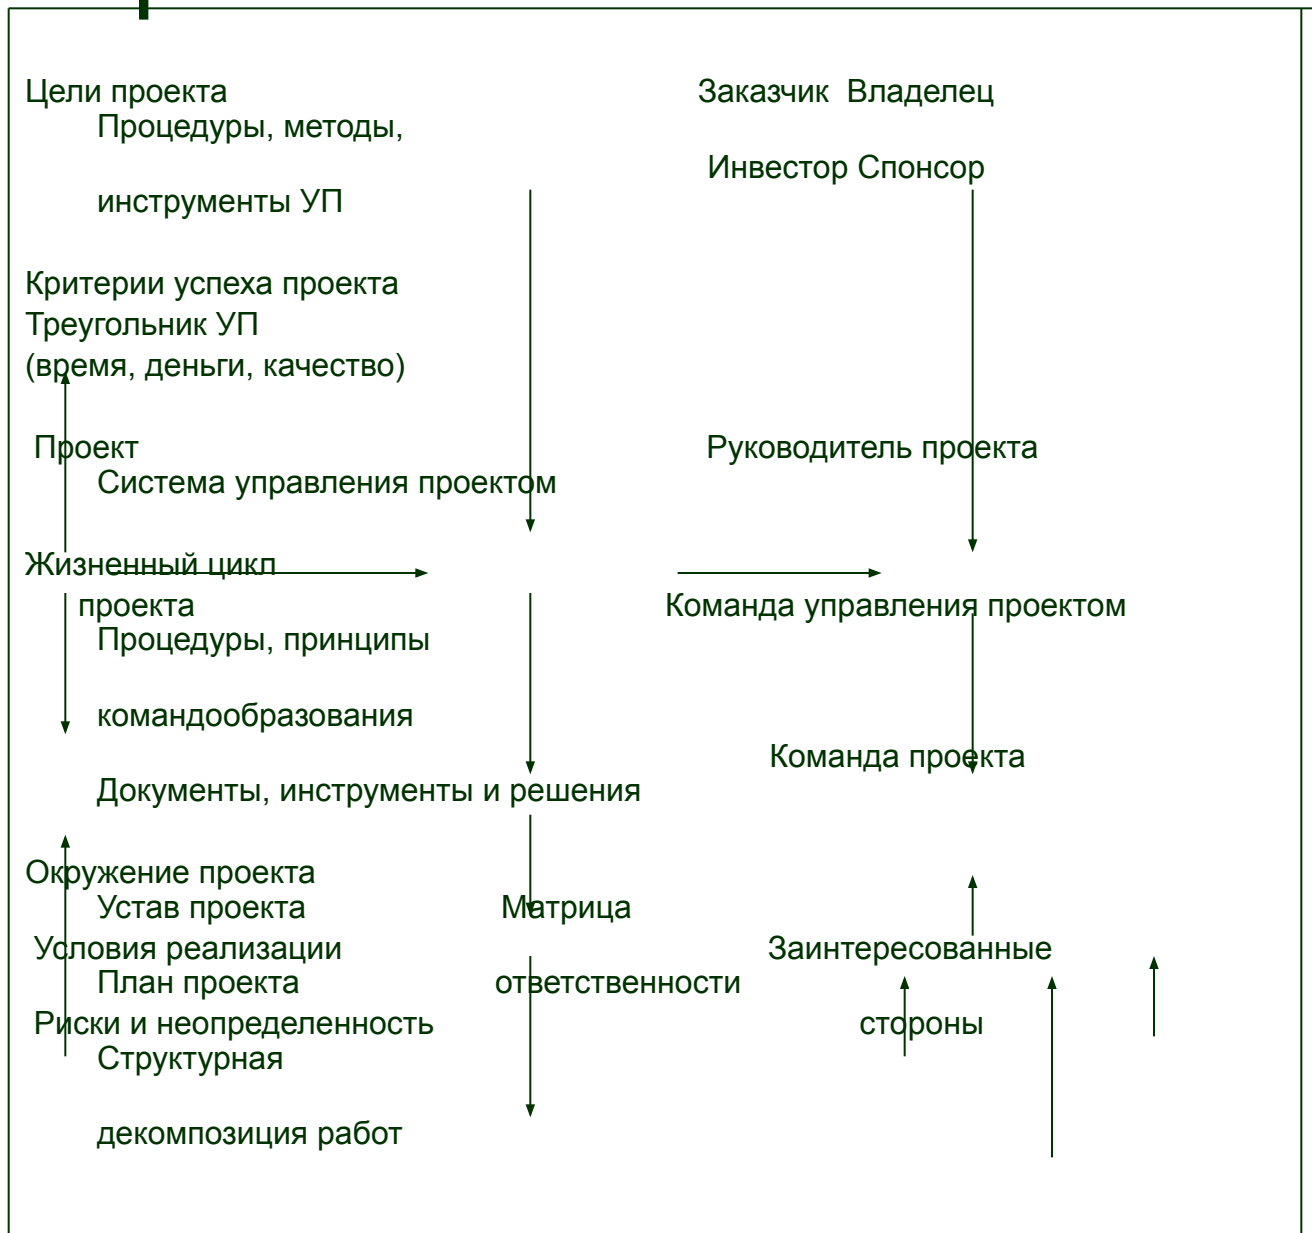 Цели проекта Заказчик Владелец
Процедуры, методы,
Инвестор Спонсор
инструменты УП
Критерии успеха проекта
Треугольник УП
(время, деньги, качество)
Проект Руководитель проекта
Система управления проектом
Жизненный цикл
проекта Команда управления проектом
Процедуры, принципы
командообразования
Команда проекта
Документы, инструменты и решения
Окружение проекта
Устав проекта Матрица
Условия реализации Заинтересованные
План проекта ответственности
Риски и неопределенность стороны
Структурная
декомпозиция работ